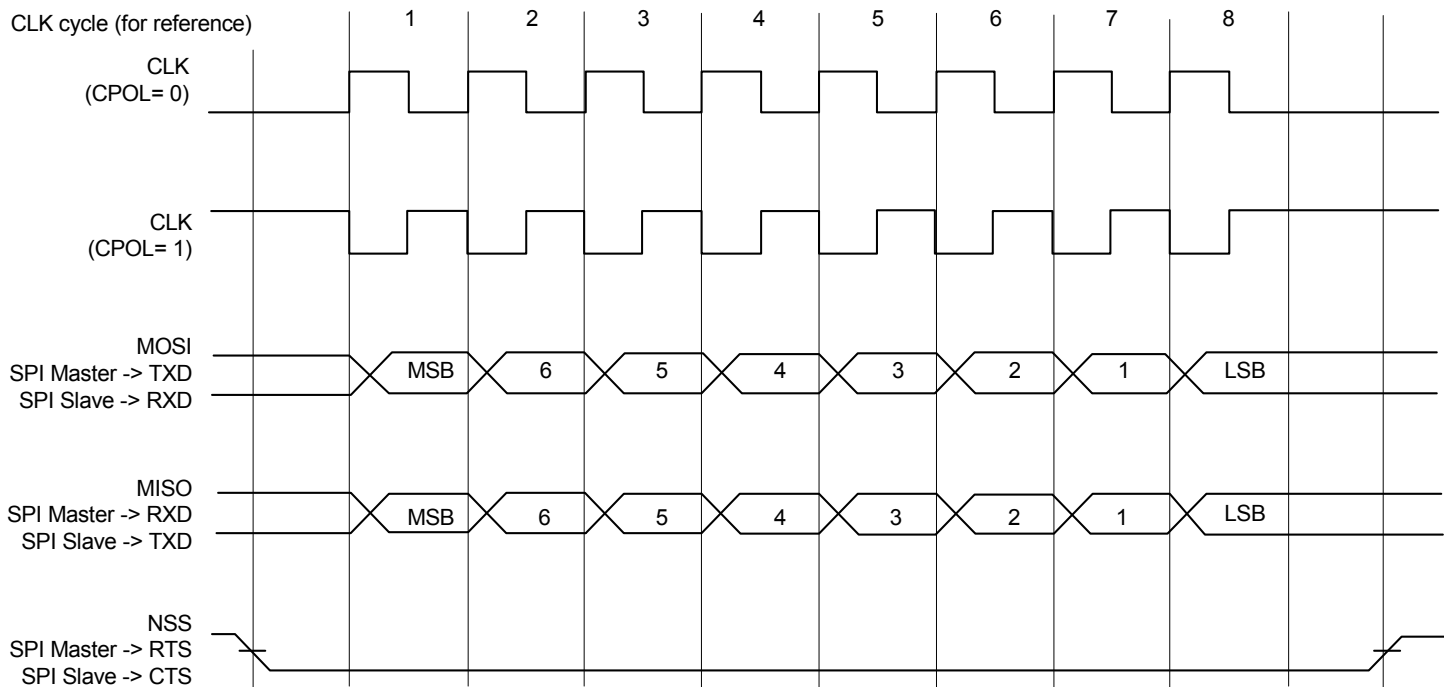 CLK cycle (for reference) 1 2 3 4 5 6 7 8
CLK
(CPOL= 0)
CLK
(CPOL= 1)
MOSI
SPI Master -> TXD
SPI Slave -> RXD
MSB 6 5 4 3 2 1 LSB
MISO
SPI Master -> RXD
SPI Slave -> TXD
MSB 6 5 4 3 2 1 LSB
NSS
SPI Master -> RTS
SPI Slave -> CTS